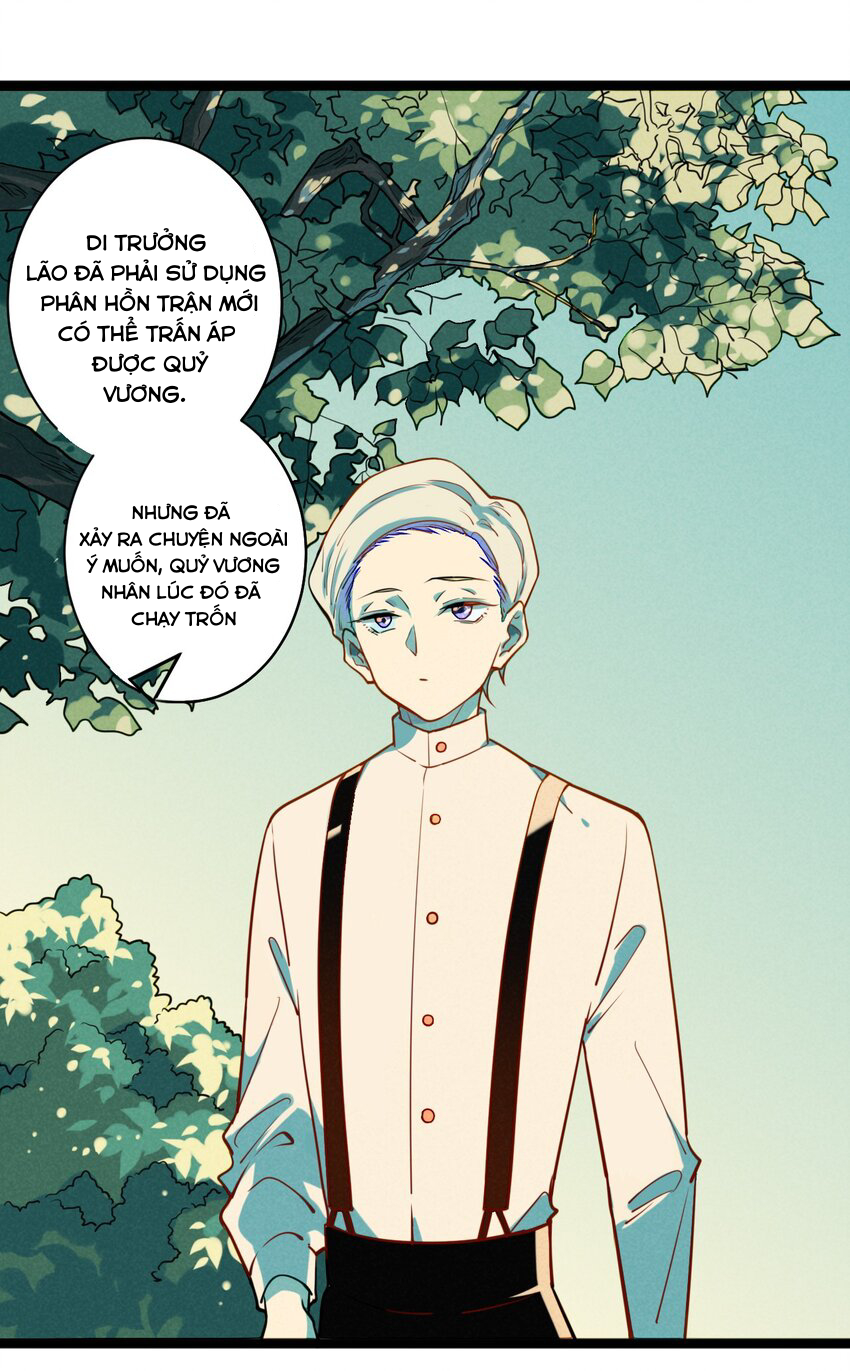 DI TRƯỞNG
LÃO ĐÃ PHẢI SỬ DỤNG
PHÂN HỒN TRẬN MỚI
CÓ THỂ TRẤN ÁP
ĐƯỢC QUỶ
VƯƠNG.
NHƯNG ĐÃ
XẢY RA CHUYỆN NGOÀI
Ý MUỐN, QUỶ VƯƠNG
NHÂN LÚC ĐÓ ĐÃ
CHẠY TRỐN